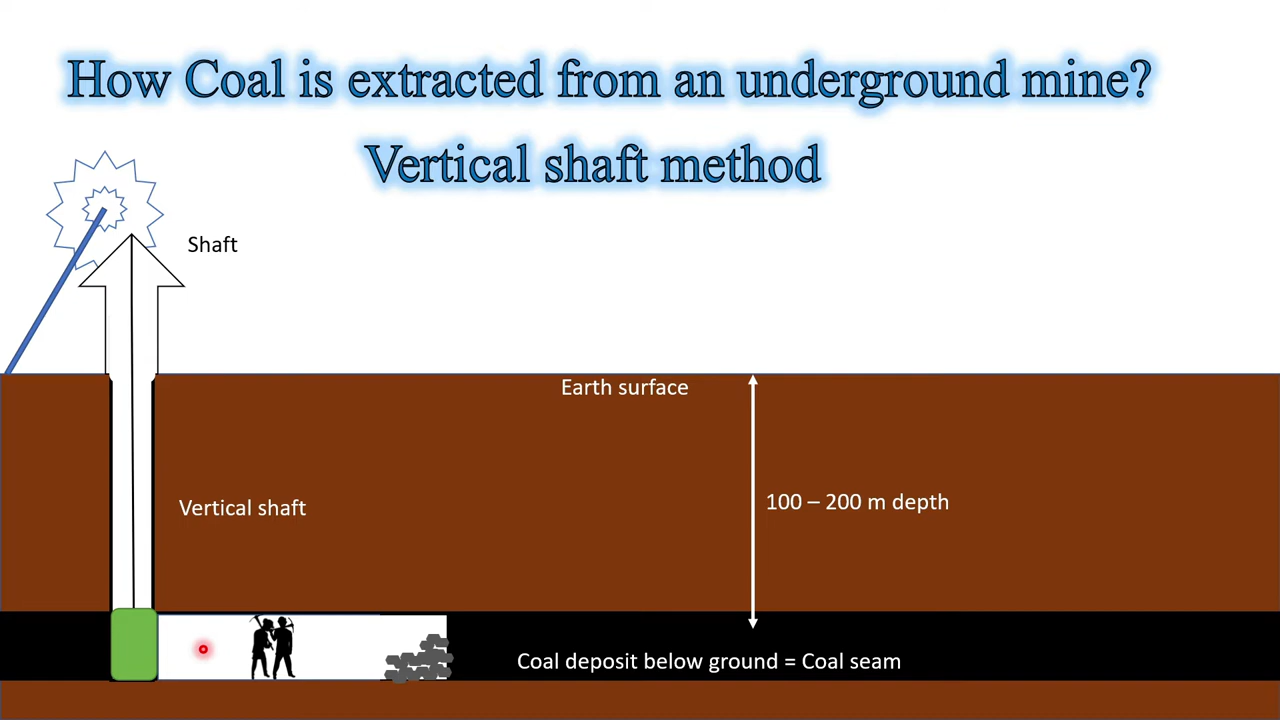 How Coal is extracted from an underground mine?
Vertical shaft method
Shaft
Earth surface
Vertical shaft
100 – 200 m depth
Coal deposit below ground = Coal seam